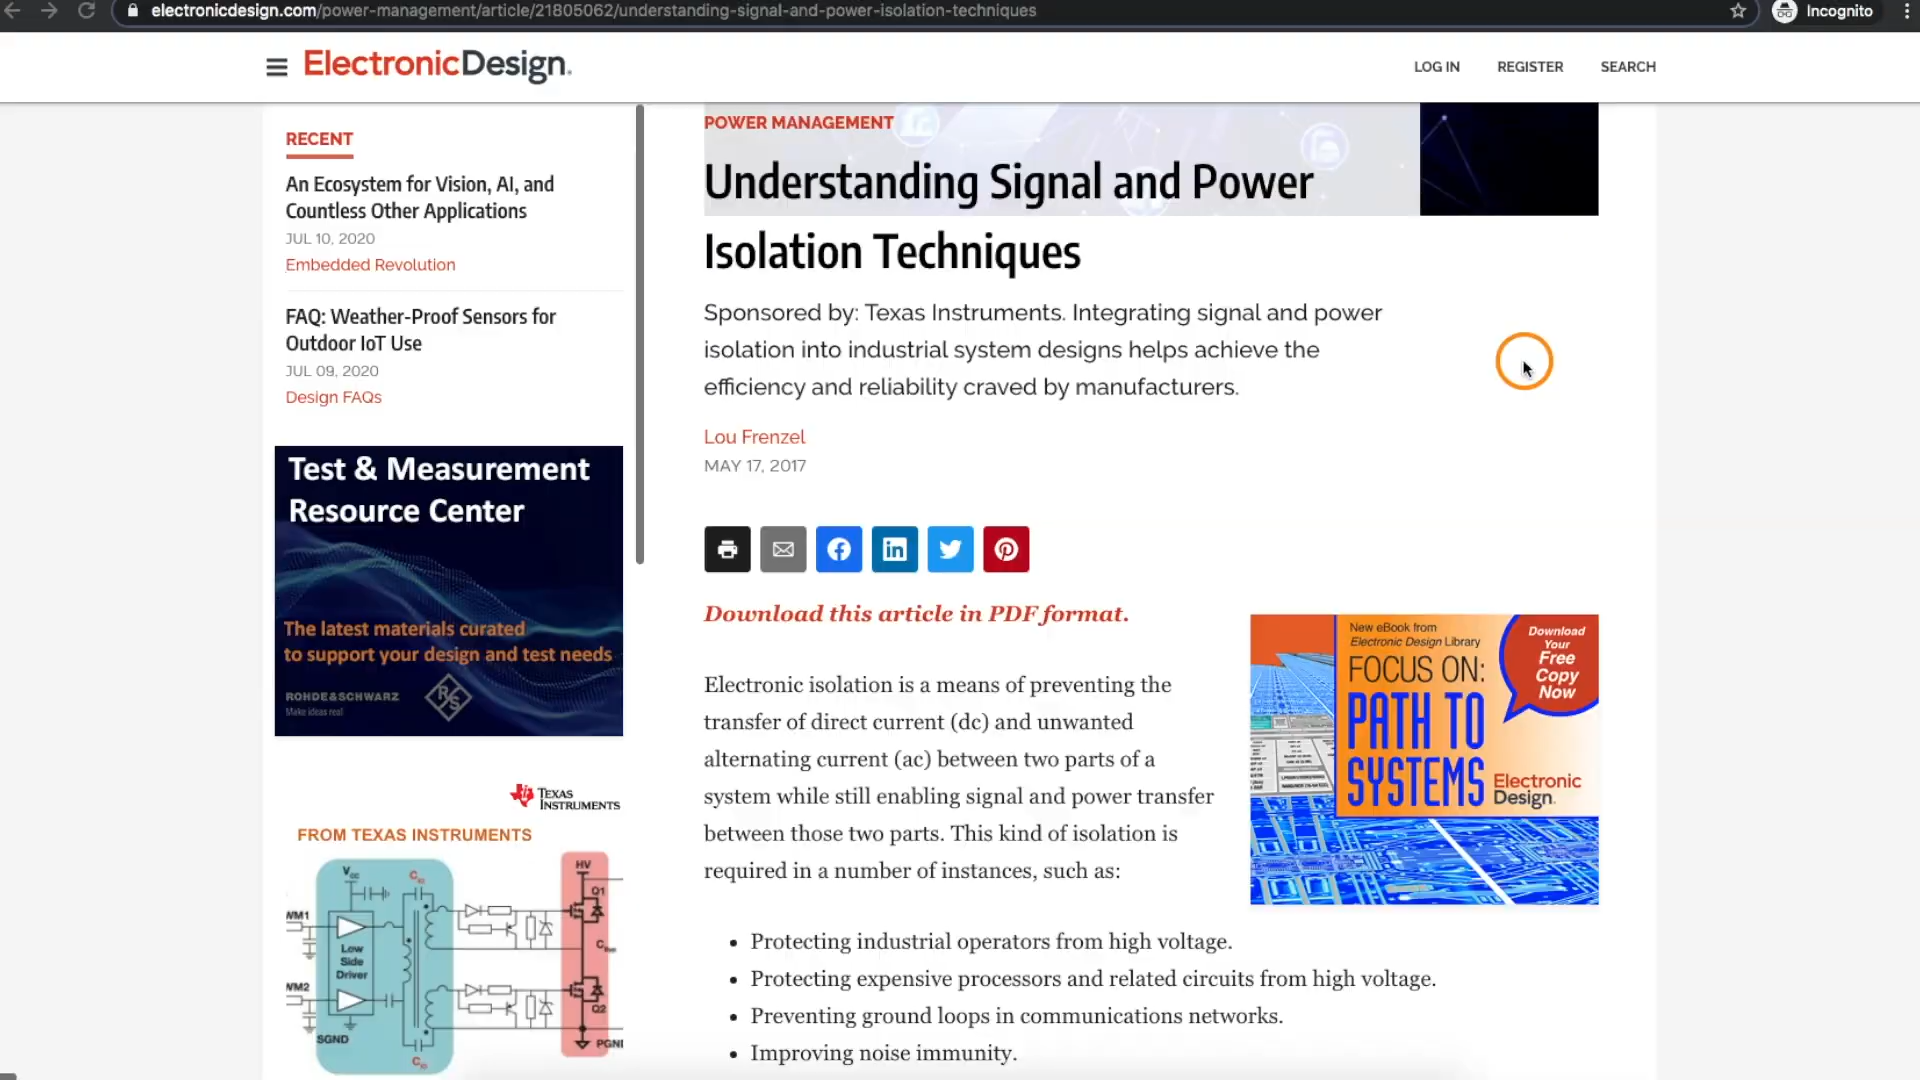 electronicdesign.com/power-management/article/21805062/understanding-signal-and-power-isolation-techniques
Incognito
ElectronicDesign.
LOG IN
REGISTER
SEARCH
RECENT
An Ecosystem for Vision, AI, and
Countless Other Applications
JUL 10, 2020
Embedded Revolution
FAQ: Weather-Proof Sensors for
Outdoor IoT Use
JUL 09, 2020
Design FAQs
Test & Measurement
Resource Center
The latest materials curated
to support your design and test needs
ROHDE&SCHWARZ
Make ideas real
R&S
TEXAS
INSTRUMENTS
FROM TEXAS INSTRUMENTS
Vcc
HV
Q1
WM1
Low
Side
Driver
WM2
Q2
SGND
PGND
POWER MANAGEMENT
Understanding Signal and Power
Isolation Techniques
Sponsored by: Texas Instruments. Integrating signal and power
isolation into industrial system designs helps achieve the
efficiency and reliability craved by manufacturers.
Lou Frenzel
MAY 17, 2017
Download this article in PDF format.
Electronic isolation is a means of preventing the
transfer of direct current (dc) and unwanted
alternating current (ac) between two parts of a
system while still enabling signal and power transfer
between those two parts. This kind of isolation is
required in a number of instances, such as:
• Protecting industrial operators from high voltage.
• Protecting expensive processors and related circuits from high voltage.
• Preventing ground loops in communications networks.
• Improving noise immunity.
New eBook from
Electronic Design Library
FOCUS ON:
PATH TO
SYSTEMS
Electronic
Design.
Download
Your
Free
Copy
Now